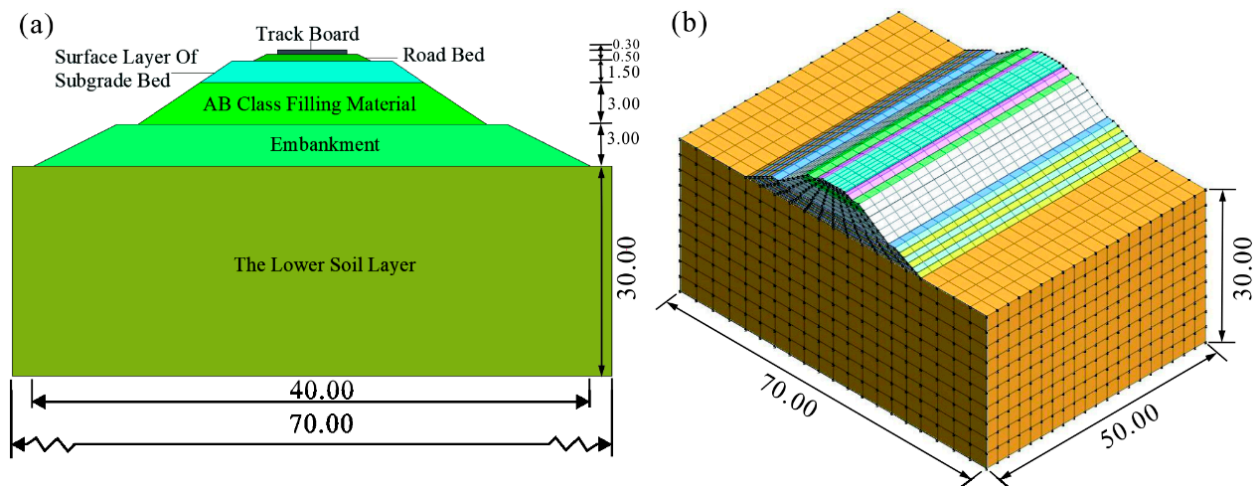 (a)
Track Board
Surface Layer Of
Subgrade Bed
Road Bed
0.30
0.50
1.50
AB Class Filling Material
3.00
Embankment
3.00
The Lower Soil Layer
30.00
40.00
70.00
(b)
30.00
70.00
50.00